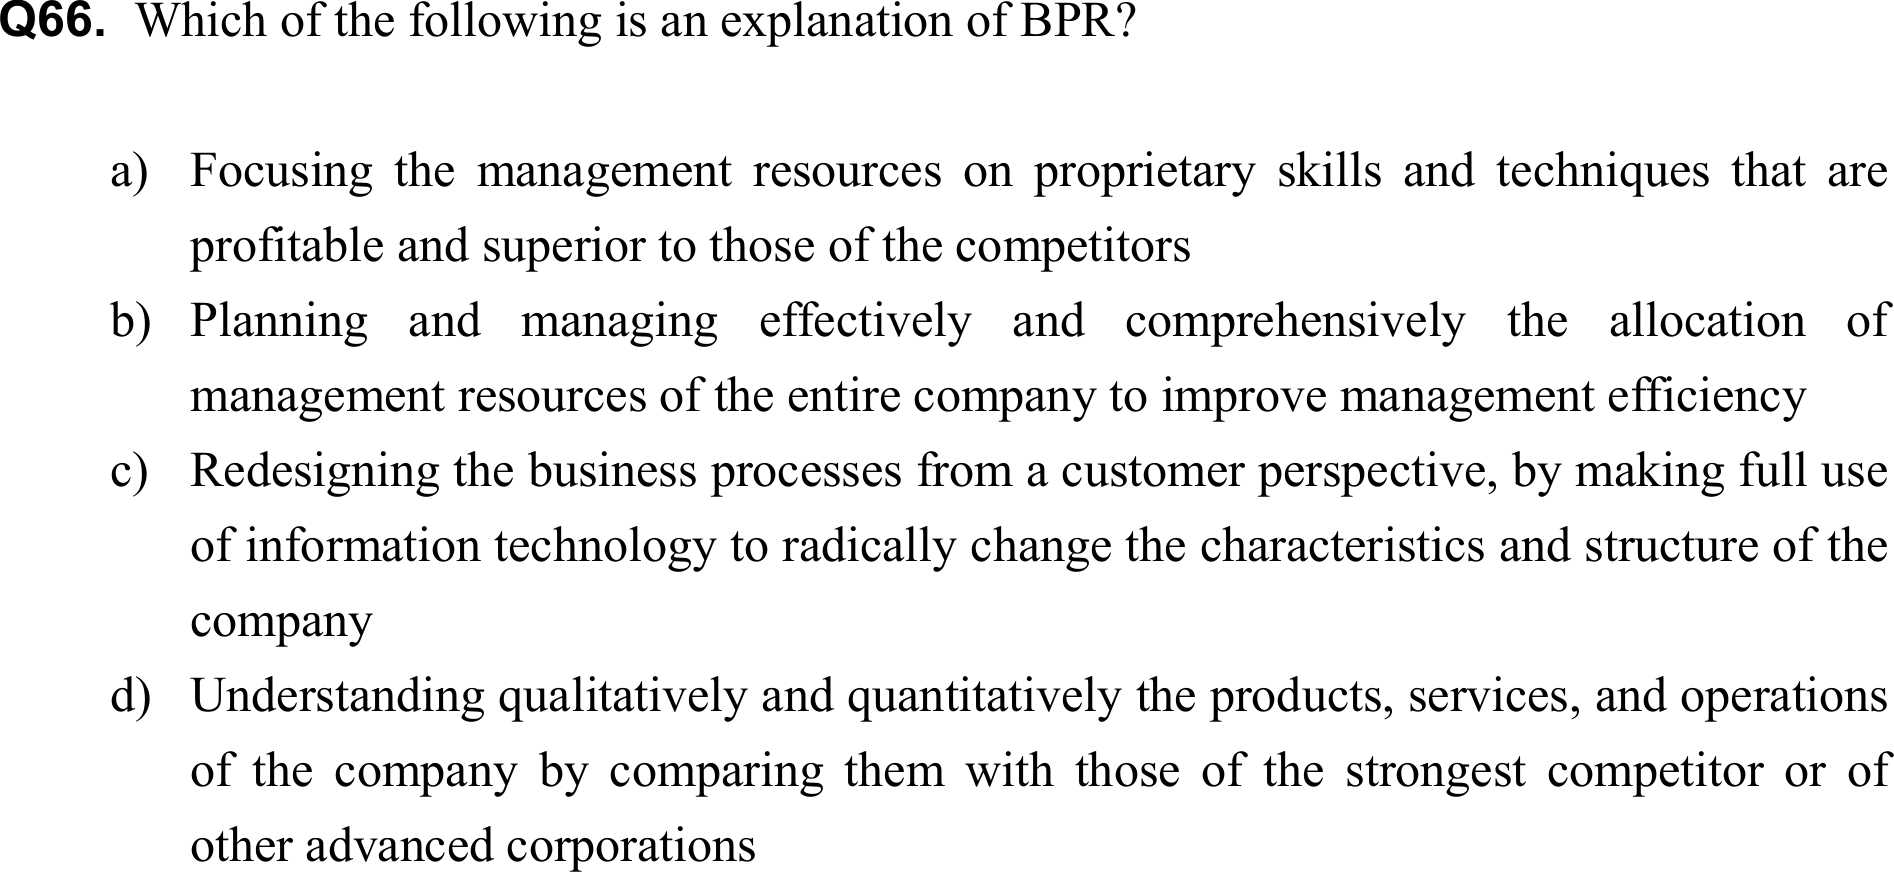 Q66. Which of the following is an explanation of BPR?
a) Focusing the management resources on proprietary skills and techniques that are
profitable and superior to those of the competitors
b) Planning and managing effectively and comprehensively the allocation of
management resources of the entire company to improve management efficiency
c) Redesigning the business processes from a customer perspective, by making full use
of information technology to radically change the characteristics and structure of the
company
d) Understanding qualitatively and quantitatively the products, services, and operations
of the company by comparing them with those of the strongest competitor or of
other advanced corporations